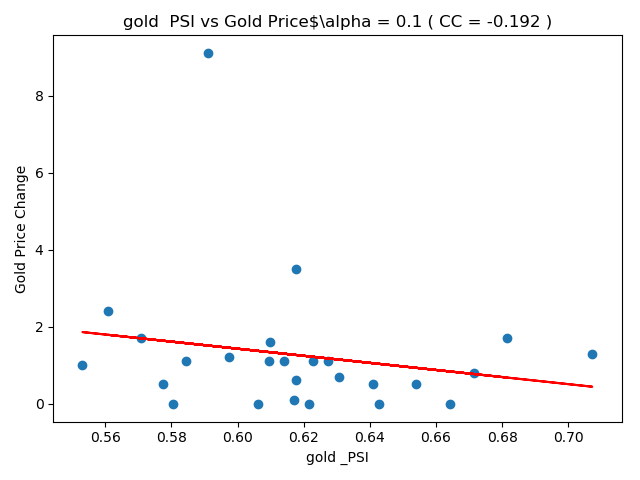 gold  PSI vs Gold Price$\alpha = 0.1 ( CC = -0.192 )
Gold Price Change
8
6
4
2
0
0.56 0.58 0.60 0.62 0.64 0.66 0.68 0.70
gold _PSI